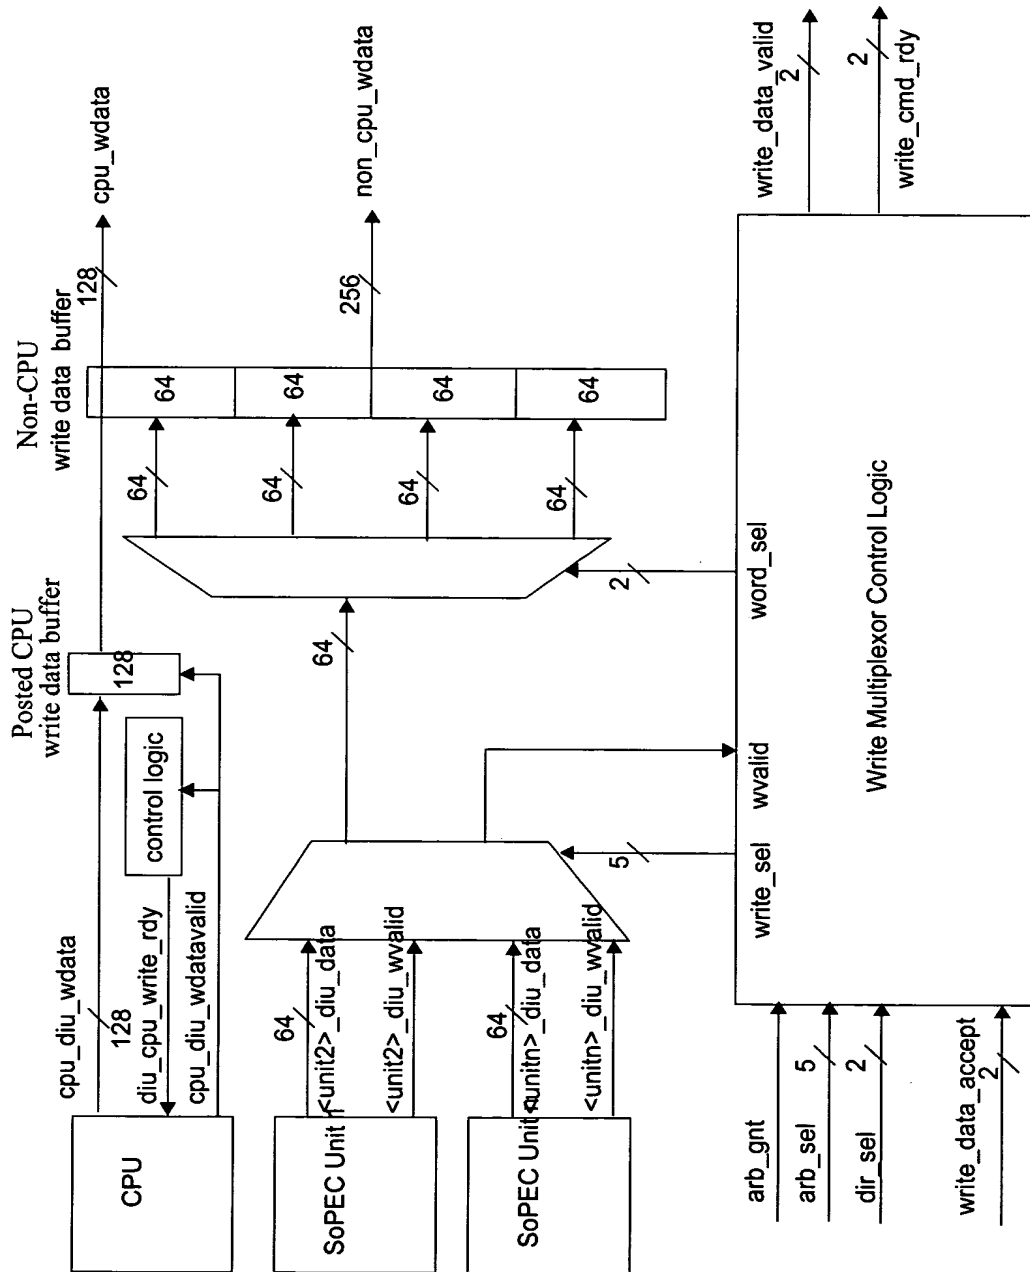 CPU
cpu_diu_wdata
128
diu_cpu_write_rdy
cpu_diu_wdatavalid
control logic
Posted CPU
write data buffer
128
Non-CPU
write data buffer
128
cpu_wdata
SoPEC Unit 1
64
<unit2>_diu_data
<unit2>_diu_wvalid
SoPEC Unit n
64
<unitn>_diu_data
<unitn>_diu_wvalid
64
64
64
64
64
64
64
64
64
256
non_cpu_wdata
5
2
write_sel
wvalid
word_sel
Write Multiplexor Control Logic
arb_gnt
arb_sel
5
dir_sel
2
write_data_accept
2
write_data_valid
2
2
write_cmd_rdy